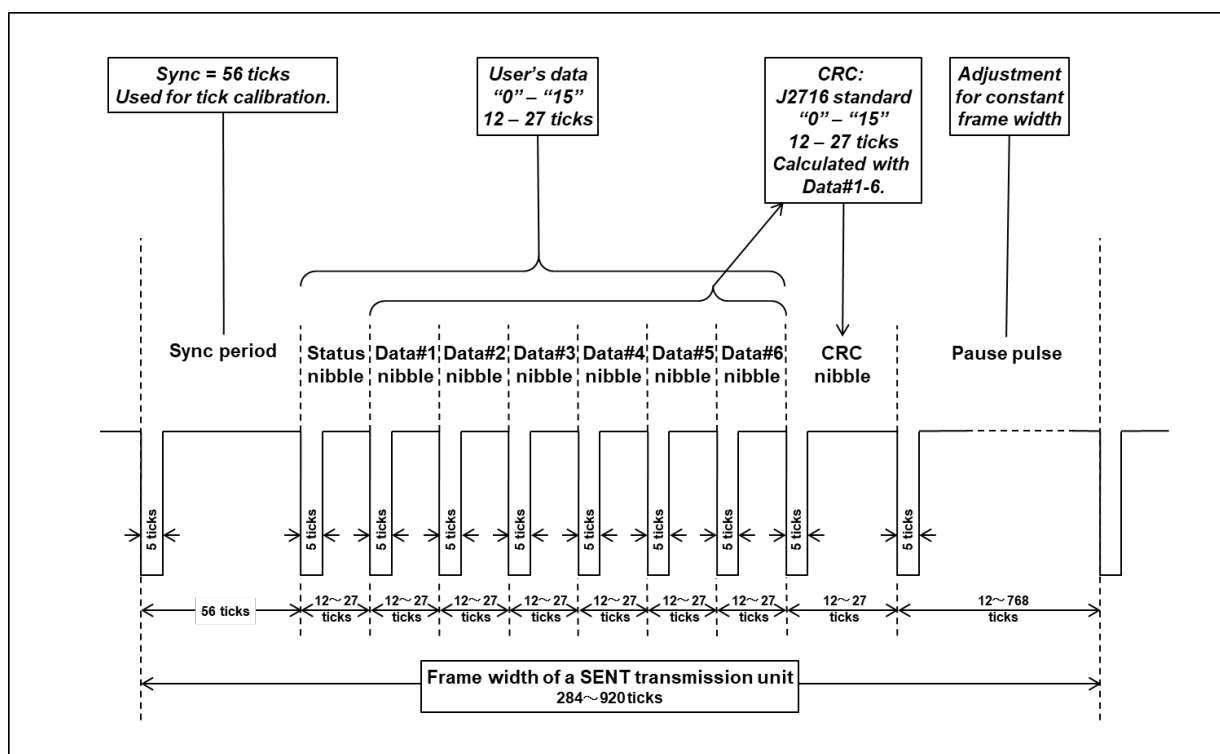 Sync = 56 ticks
Used for tick calibration.
User’s data
“0” – “15”
12 – 27 ticks
CRC:
J2716 standard
“0” – “15”
12 – 27 ticks
Calculated with
Data#1-6.
Adjustment
for constant
frame width
Sync period
Status
nibble
Data#1
nibble
Data#2
nibble
Data#3
nibble
Data#4
nibble
Data#5
nibble
Data#6
nibble
CRC
nibble
Pause pulse
5 ticks
5 ticks
5 ticks
5 ticks
5 ticks
5 ticks
5 ticks
5 ticks
5 ticks
56 ticks
12～27
ticks
12～27
ticks
12～27
ticks
12～27
ticks
12～27
ticks
12～27
ticks
12～27
ticks
12～27
ticks
12～768
ticks
Frame width of a SENT transmission unit
284～920 ticks